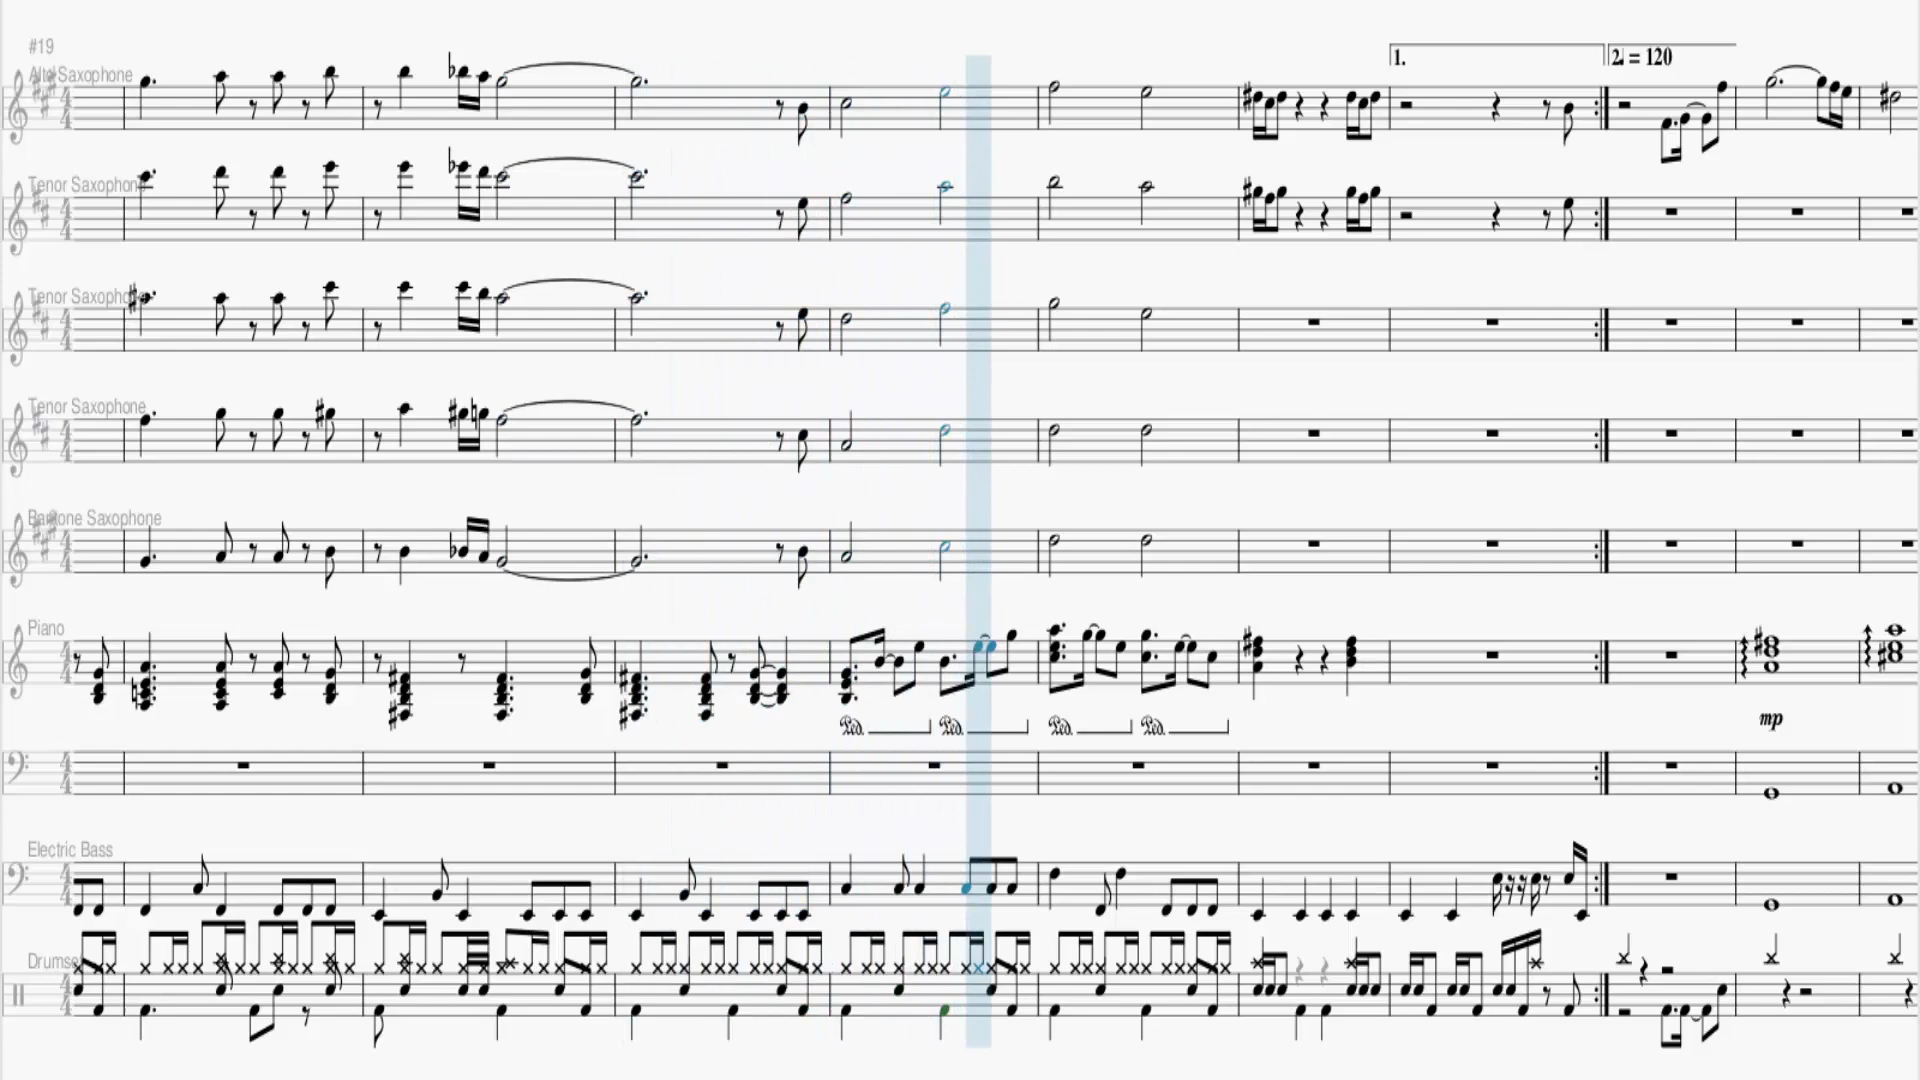 #19
Alto Saxophone
1.
2. = 120
Tenor Saxophone
Tenor Saxophone
Tenor Saxophone
Baritone Saxophone
Piano
mp
Electric Bass
Drumset